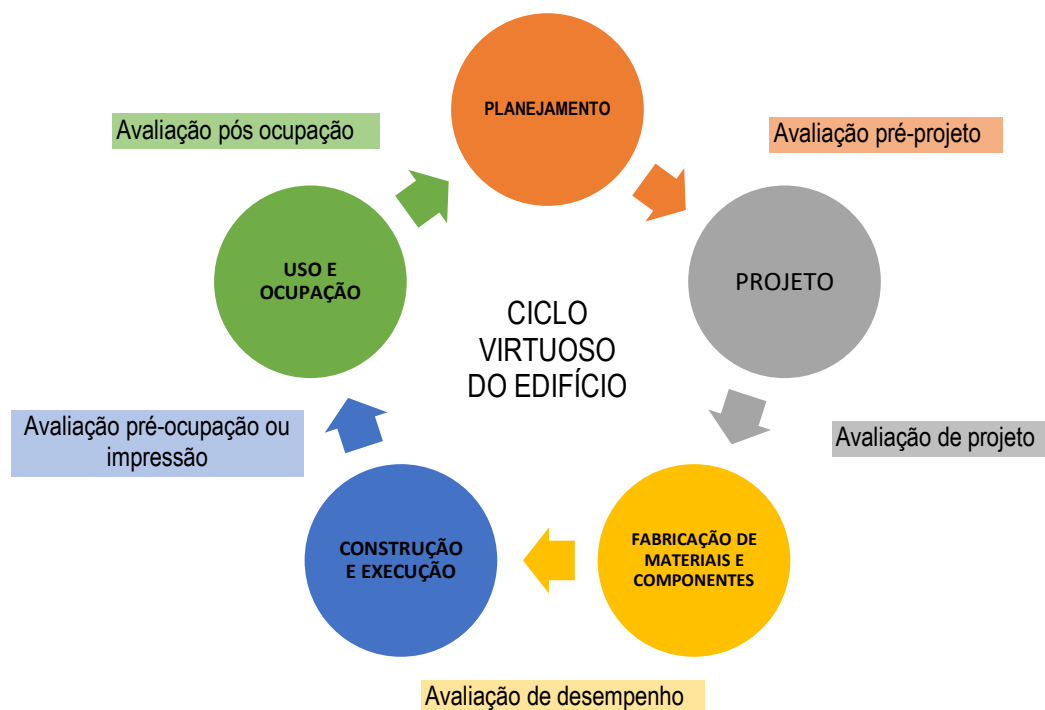 PLANEJAMENTO
Avaliação pós ocupação
Avaliação pré-projeto
USO E
OCUPAÇÃO
PROJETO
CICLO
VIRTUOSO
DO EDIFÍCIO
Avaliação pré-ocupação ou
impressão
Avaliação de projeto
CONSTRUÇÃO
E EXECUÇÃO
FABRICAÇÃO DE
MATERIAIS E
COMPONENTES
Avaliação de desempenho